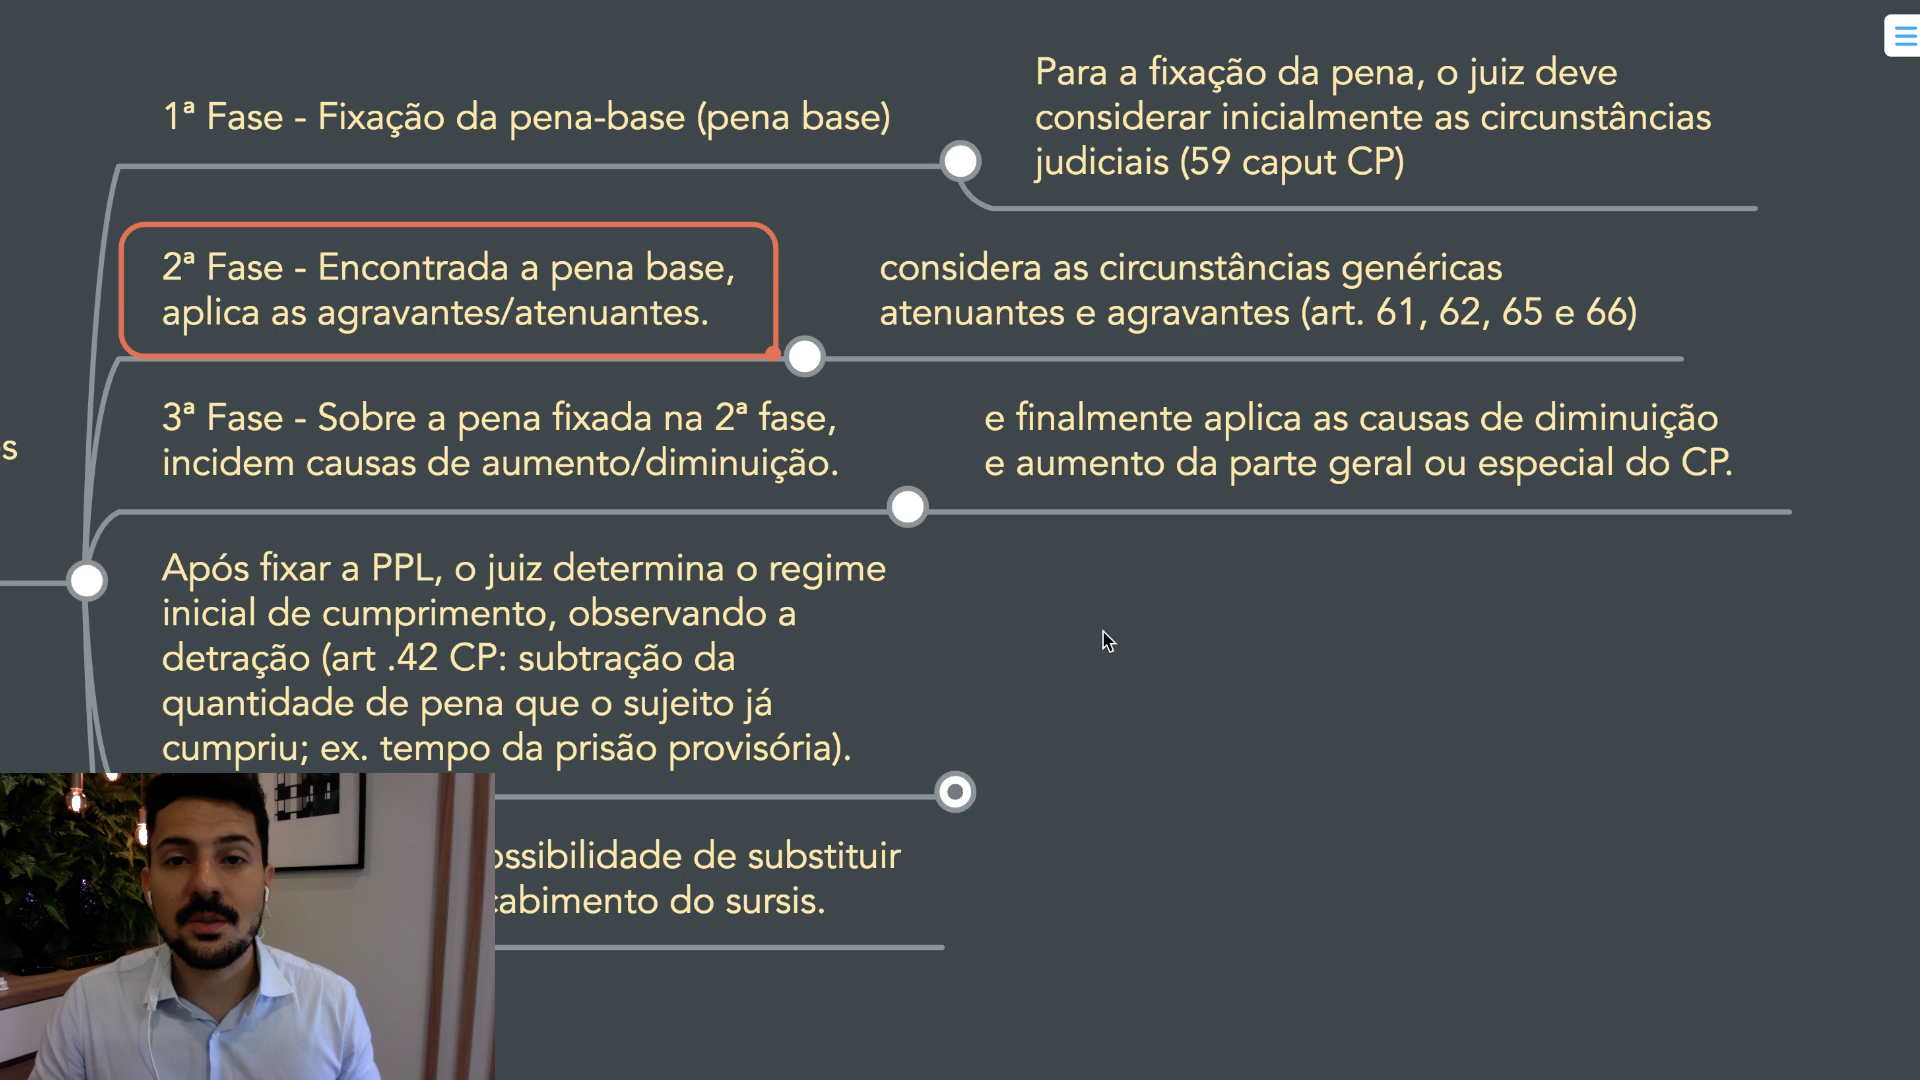 1ª Fase - Fixação da pena-base (pena base)
Para a fixação da pena, o juiz deve
considerar inicialmente as circunstâncias
judiciais (59 caput CP)
2ª Fase - Encontrada a pena base,
aplica as agravantes/atenuantes.
considera as circunstâncias genéricas
atenuantes e agravantes (art. 61, 62, 65 e 66)
3ª Fase - Sobre a pena fixada na 2ª fase,
incidem causas de aumento/diminuição.
e finalmente aplica as causas de diminuição
e aumento da parte geral ou especial do CP.
Após fixar a PPL, o juiz determina o regime
inicial de cumprimento, observando a
detração (art .42 CP: subtração da
quantidade de pena que o sujeito já
cumpriu; ex. tempo da prisão provisória).
de substituir
cabimento do sursis.